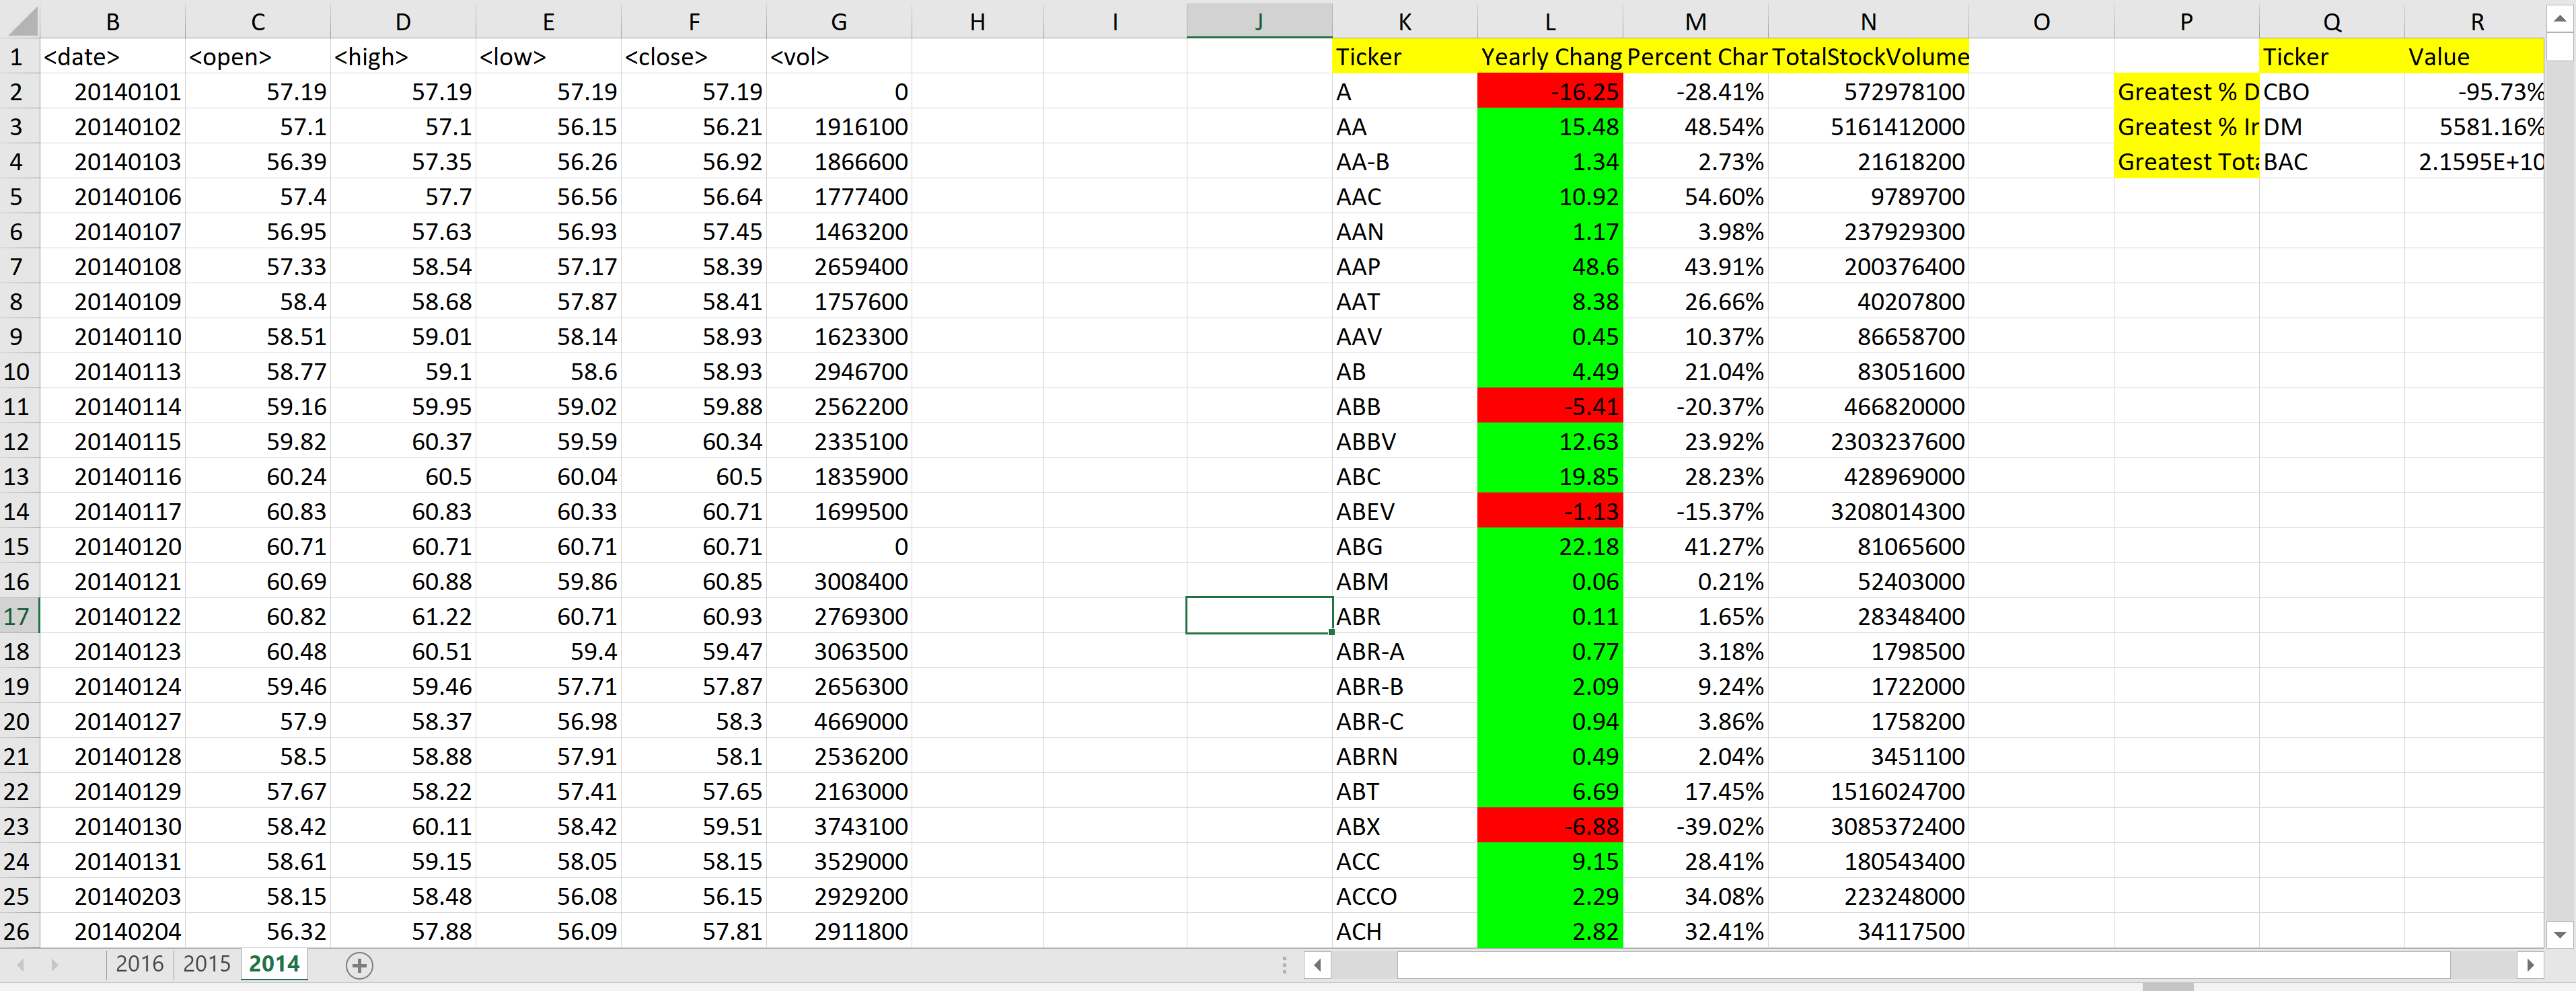 B C D E F G H I J K L M N O P Q R
1 <date> <open> <high> <low> <close> <vol> Ticker Yearly Chang Percent Char TotalStockVolume Ticker Value
2 20140101 57.19 57.19 57.19 57.19 0 A -16.25 -28.41% 572978100 Greatest % D CBO -95.73%
3 20140102 57.1 57.1 56.15 56.21 1916100 AA 15.48 48.54% 5161412000 Greatest % Ir DM 5581.16%
4 20140103 56.39 57.35 56.26 56.92 1866600 AA-B 1.34 2.73% 21618200 Greatest Tota BAC 2.1595E+10
5 20140106 57.4 57.7 56.56 56.64 1777400 AAC 10.92 54.60% 9789700
6 20140107 56.95 57.63 56.93 57.45 1463200 AAN 1.17 3.98% 237929300
7 20140108 57.33 58.54 57.17 58.39 2659400 AAP 48.6 43.91% 200376400
8 20140109 58.4 58.68 57.87 58.41 1757600 AAT 8.38 26.66% 40207800
9 20140110 58.51 59.01 58.14 58.93 1623300 AAV 0.45 10.37% 86658700
10 20140113 58.77 59.1 58.6 58.93 2946700 AB 4.49 21.04% 83051600
11 20140114 59.16 59.95 59.02 59.88 2562200 ABB -5.41 -20.37% 466820000
12 20140115 59.82 60.37 59.59 60.34 2335100 ABBV 12.63 23.92% 2303237600
13 20140116 60.24 60.5 60.04 60.5 1835900 ABC 19.85 28.23% 428969000
14 20140117 60.83 60.83 60.33 60.71 1699500 ABEV -1.13 -15.37% 3208014300
15 20140120 60.71 60.71 60.71 60.71 0 ABG 22.18 41.27% 81065600
16 20140121 60.69 60.88 59.86 60.85 3008400 ABM 0.06 0.21% 52403000
17 20140122 60.82 61.22 60.71 60.93 2769300 ABR 0.11 1.65% 28348400
18 20140123 60.48 60.51 59.4 59.47 3063500 ABR-A 0.77 3.18% 1798500
19 20140124 59.46 59.46 57.71 57.87 2656300 ABR-B 2.09 9.24% 1722000
20 20140127 57.9 58.37 56.98 58.3 4669000 ABR-C 0.94 3.86% 1758200
21 20140128 58.5 58.88 57.91 58.1 2536200 ABRN 0.49 2.04% 3451100
22 20140129 57.67 58.22 57.41 57.65 2163000 ABT 6.69 17.45% 1516024700
23 20140130 58.42 60.11 58.42 59.51 3743100 ABX -6.88 -39.02% 3085372400
24 20140131 58.61 59.15 58.05 58.15 3529000 ACC 9.15 28.41% 180543400
25 20140203 58.15 58.48 56.08 56.15 2929200 ACCO 2.29 34.08% 223248000
26 20140204 56.32 57.88 56.09 57.81 2911800 ACH 2.82 32.41% 34117500
2016 2015 2014